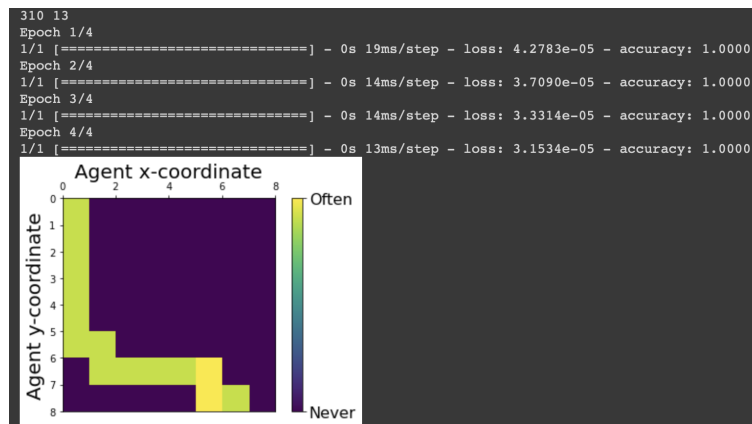 310 13
Epoch 1/4
1/1 [==============================] - 0s 19ms/step - loss: 4.2783e-05 - accuracy: 1.0000
Epoch 2/4
1/1 [==============================] - 0s 14ms/step - loss: 3.7090e-05 - accuracy: 1.0000
Epoch 3/4
1/1 [==============================] - 0s 14ms/step - loss: 3.3314e-05 - accuracy: 1.0000
Epoch 4/4
1/1 [==============================] - 0s 13ms/step - loss: 3.1534e-05 - accuracy: 1.0000
Agent x-coordinate
0 2 4 6 8
Often
Agent y-coordinate
0
1
2
3
4
5
6
7
8
Never